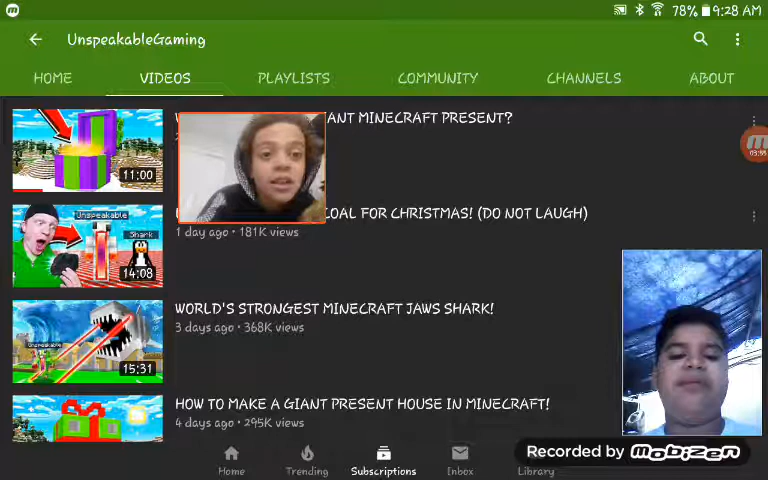 78% 9:28 AM
UnspeakableGaming
HOME VIDEOS PLAYLISTS COMMUNITY CHANNELS ABOUT
ANT MINECRAFT PRESENT?
11:00
OAL FOR CHRISTMAS! (DO NOT LAUGH)
1 day ago • 181K views
Unspeakable
Shark
14:08
WORLD'S STRONGEST MINECRAFT JAWS SHARK!
3 days ago • 368K views
Unspeakable
15:31
HOW TO MAKE A GIANT PRESENT HOUSE IN MINECRAFT!
4 days ago • 295K views
Home Trending Subscriptions Inbox Library
Recorded by Mobizen